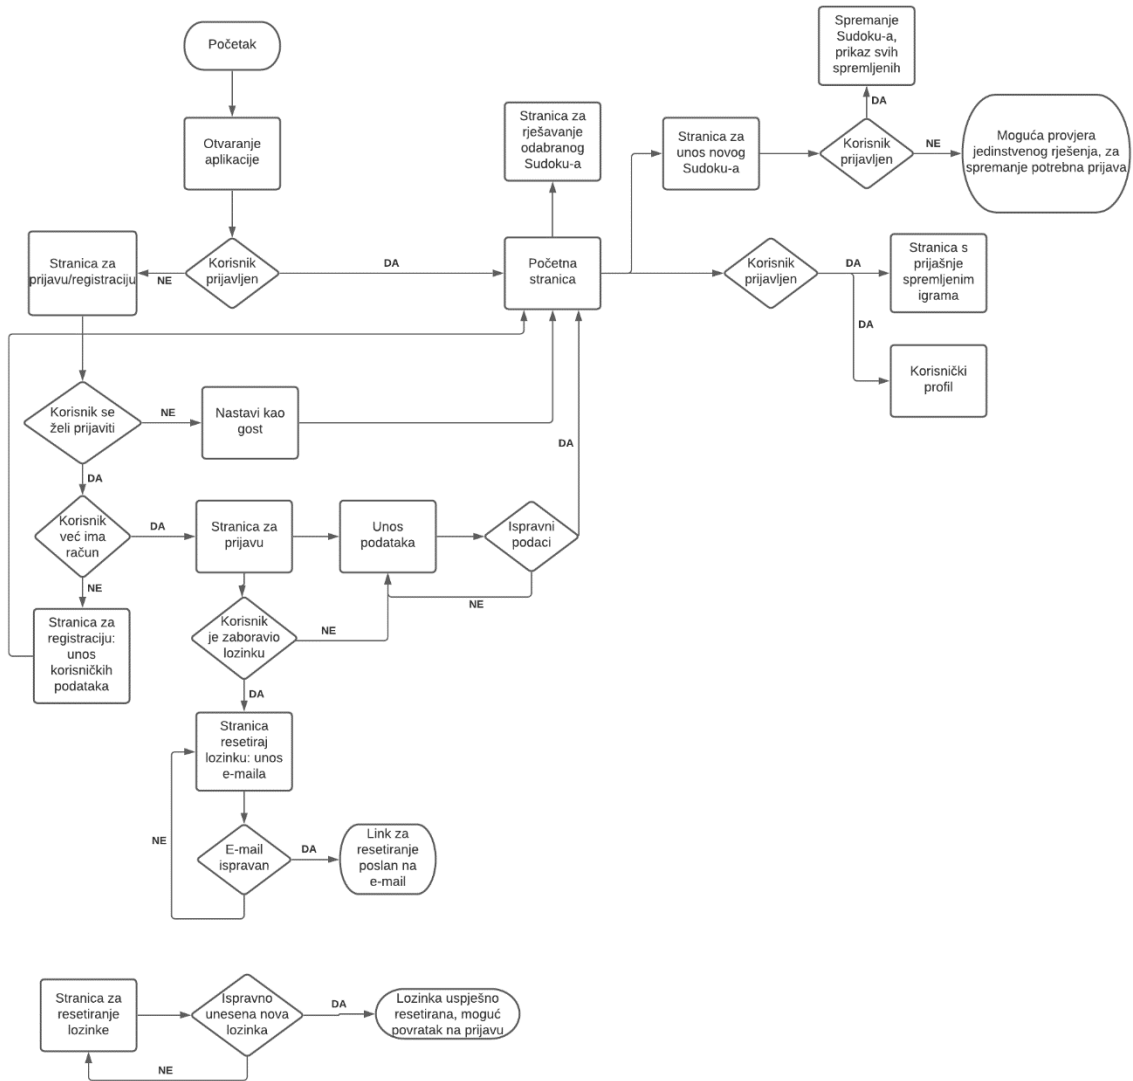 Početak
Otvaranje
aplikacije
Korisnik
prijavljen
NE
DA
Stranica za
prijavu/registraciju
Korisnik se
želi prijaviti
NE
Nastavi kao
gost
DA
Korisnik
već ima
račun
DA
NE
Stranica za
registraciju:
unos
korisničkih
podataka
Stranica za
prijavu
Unos
podataka
Ispravni
podaci
DA
NE
Korisnik
je zaboravio
lozinku
NE
DA
Stranica
resetiraj
lozinku: unos
e-maila
E-mail
ispravan
NE
DA
Link za
resetiranje
poslan na
e-mail
Početna
stranica
Stranica za
rješavanje
odabranog
Sudoku-a
Stranica za
unos novog
Sudoku-a
Korisnik
prijavljen
DA
Spremanje
Sudoku-a,
prikaz svih
spremljenih
NE
Moguća provjera
jedinstvenog rješenja, za
spremanje potrebna prijava
Korisnik
prijavljen
DA
Stranica s
prijašnje
spremljenim
igrama
DA
Korisnički
profil
Stranica za
resetiranje
lozinke
Ispravno
unesena nova
lozinka
NE
DA
Lozinka uspješno
resetirana, moguć
povratak na prijavu